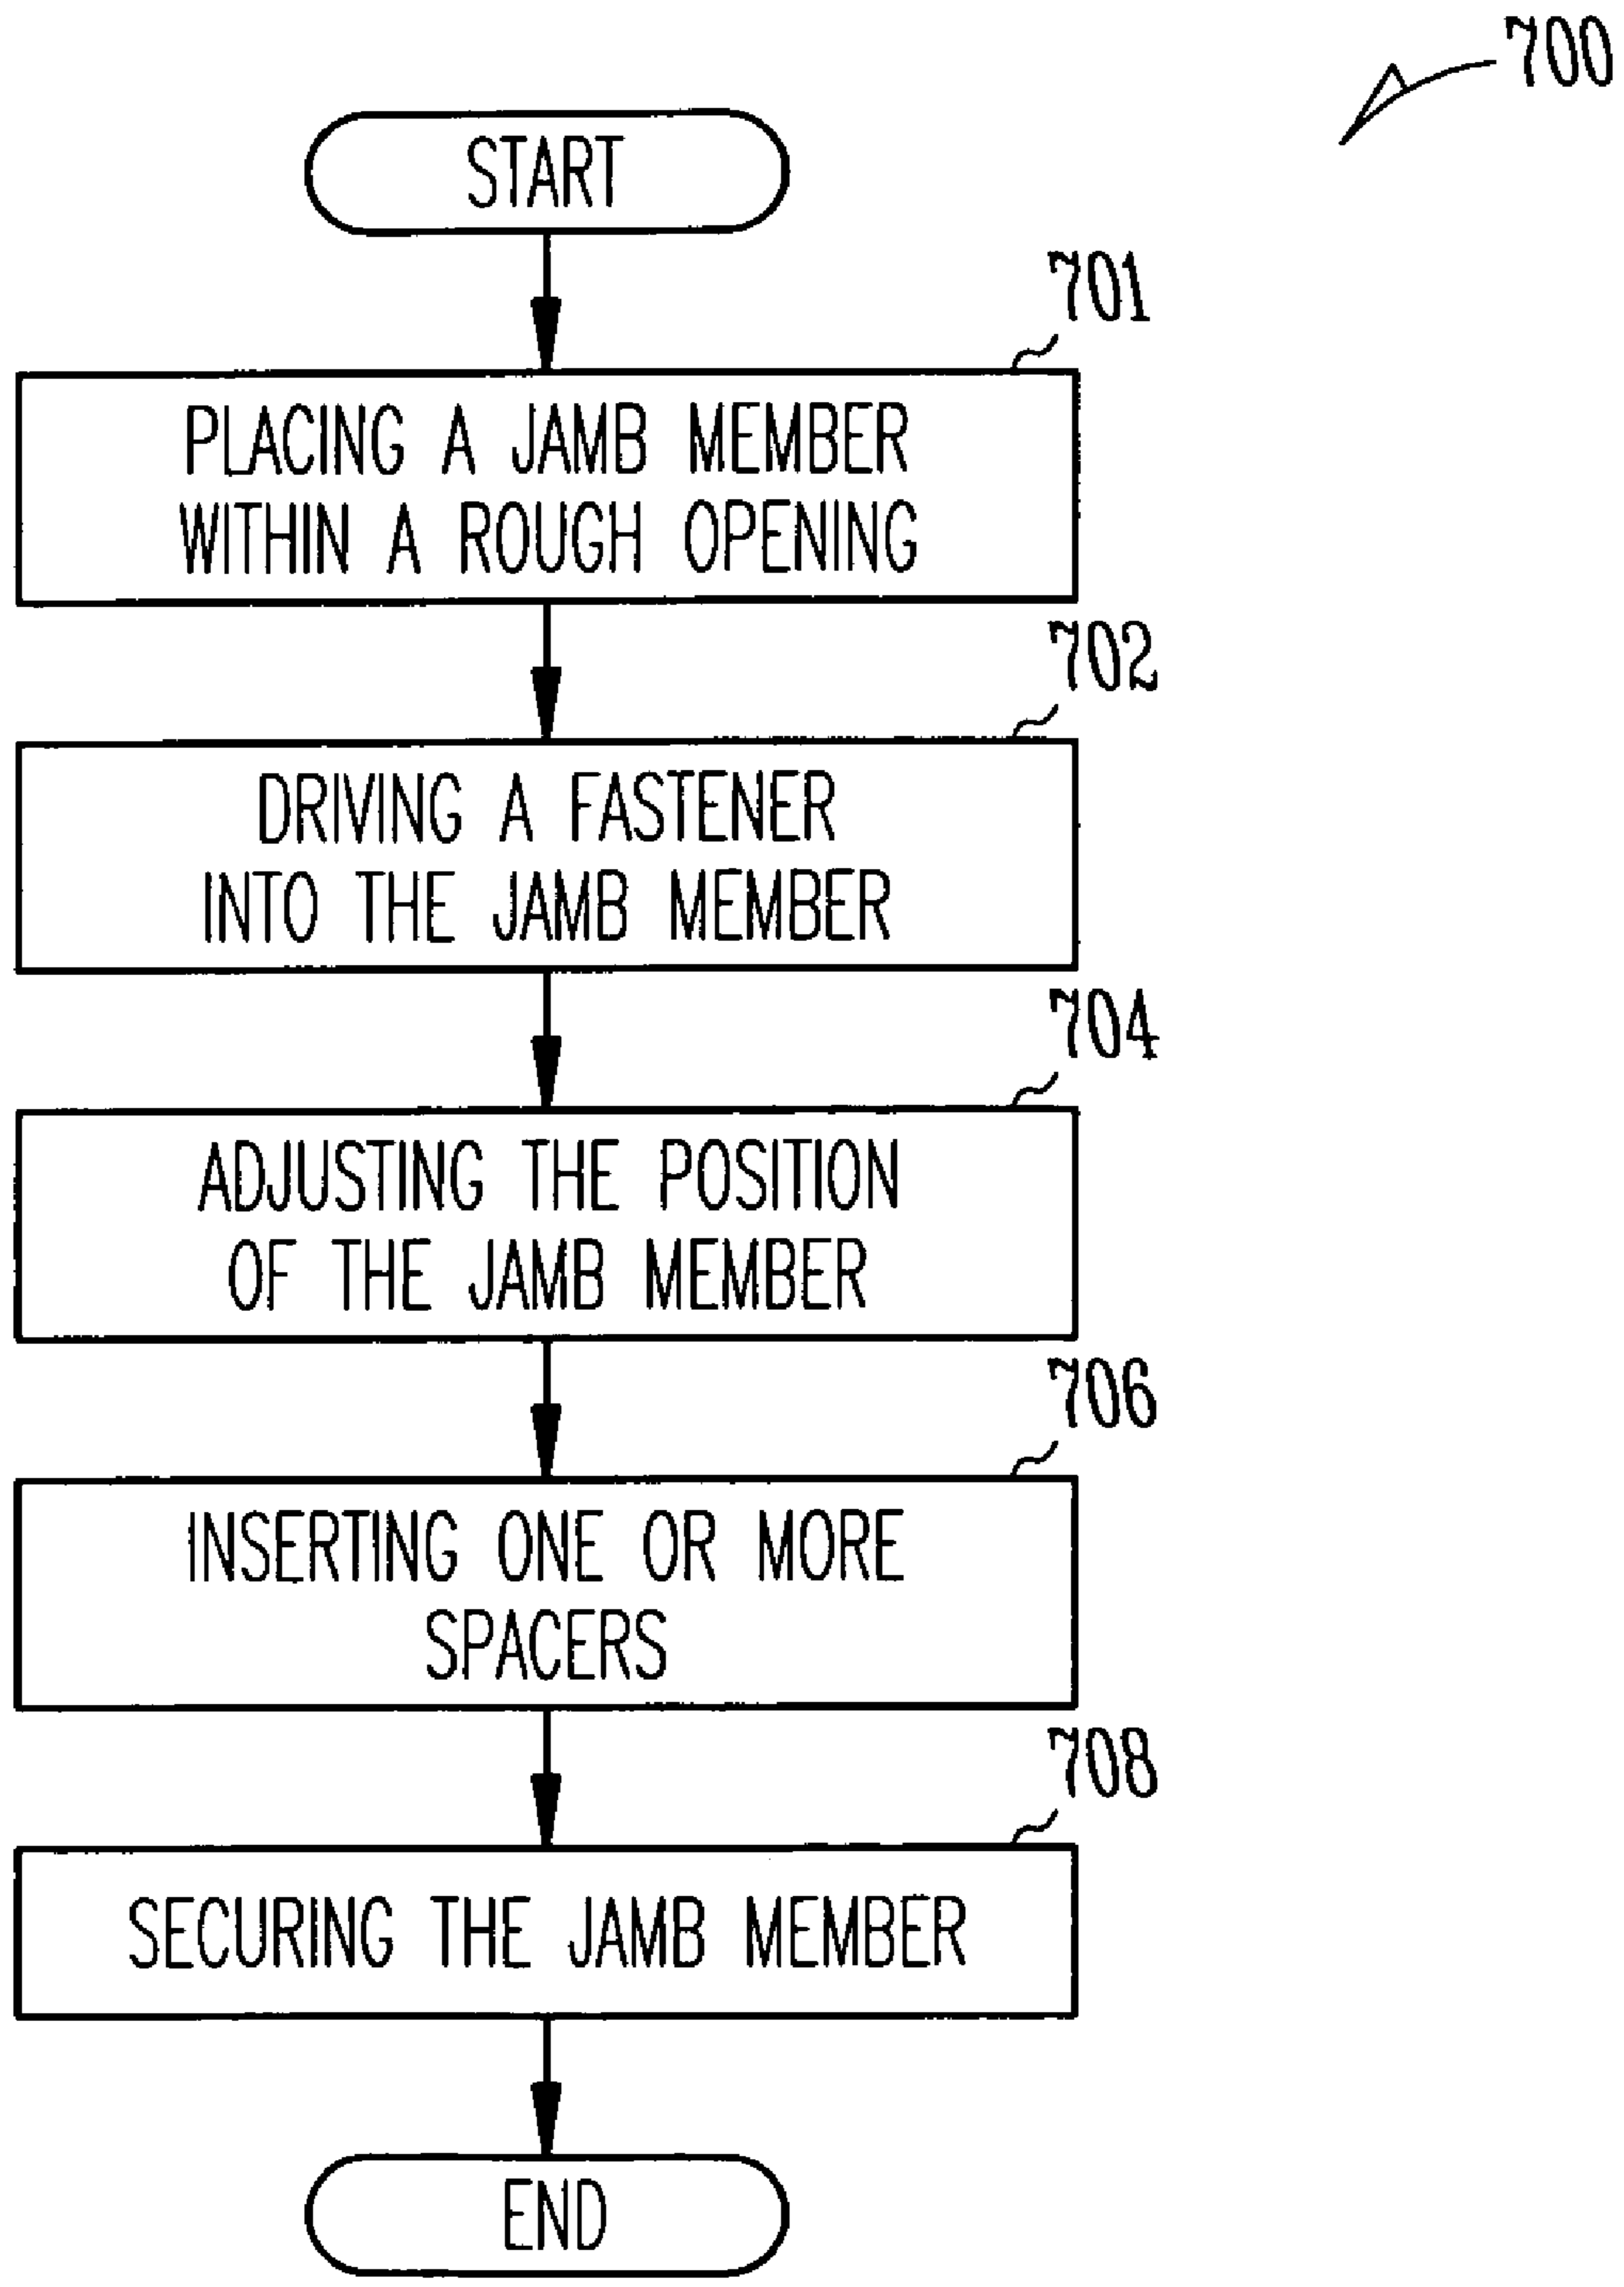 700
START
701
PLACING A JAMB MEMBER
WITHIN A ROUGH OPENING
702
DRIVING A FASTENER
INTO THE JAMB MEMBER
704
ADJUSTING THE POSITION
OF THE JAMB MEMBER
706
INSERTING ONE OR MORE
SPACERS
708
SECURING THE JAMB MEMBER
END